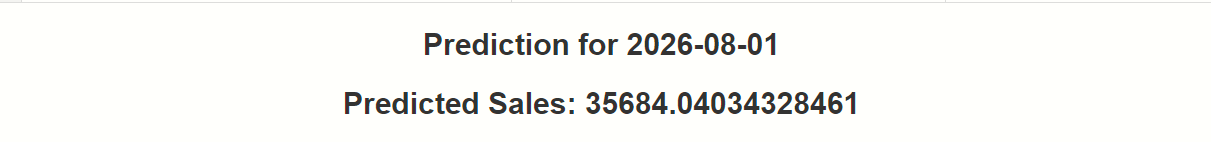 Prediction for 2026-08-01
Predicted Sales: 35684.04034328461